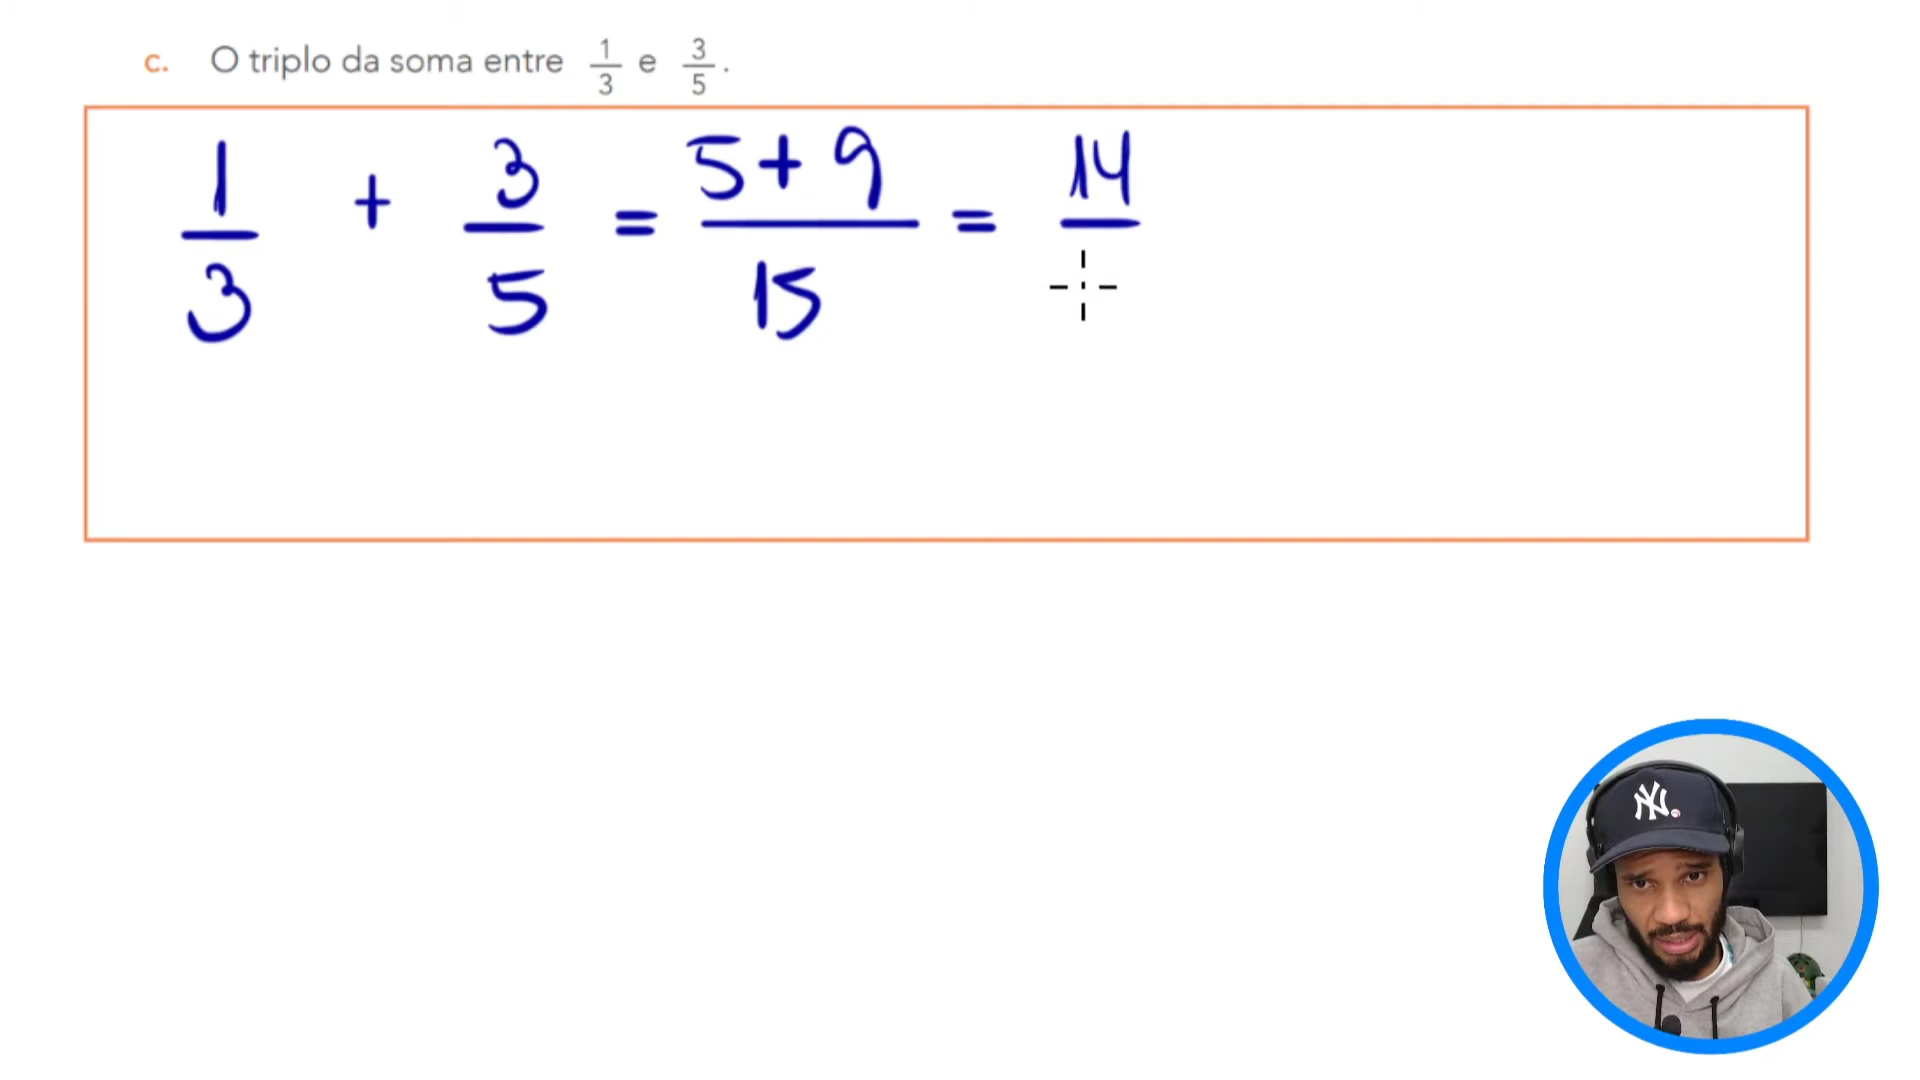 c. O triplo da soma entre 1/3 e 3/5.
1/3 + 3/5 = 5+9/15 = 14/
NY